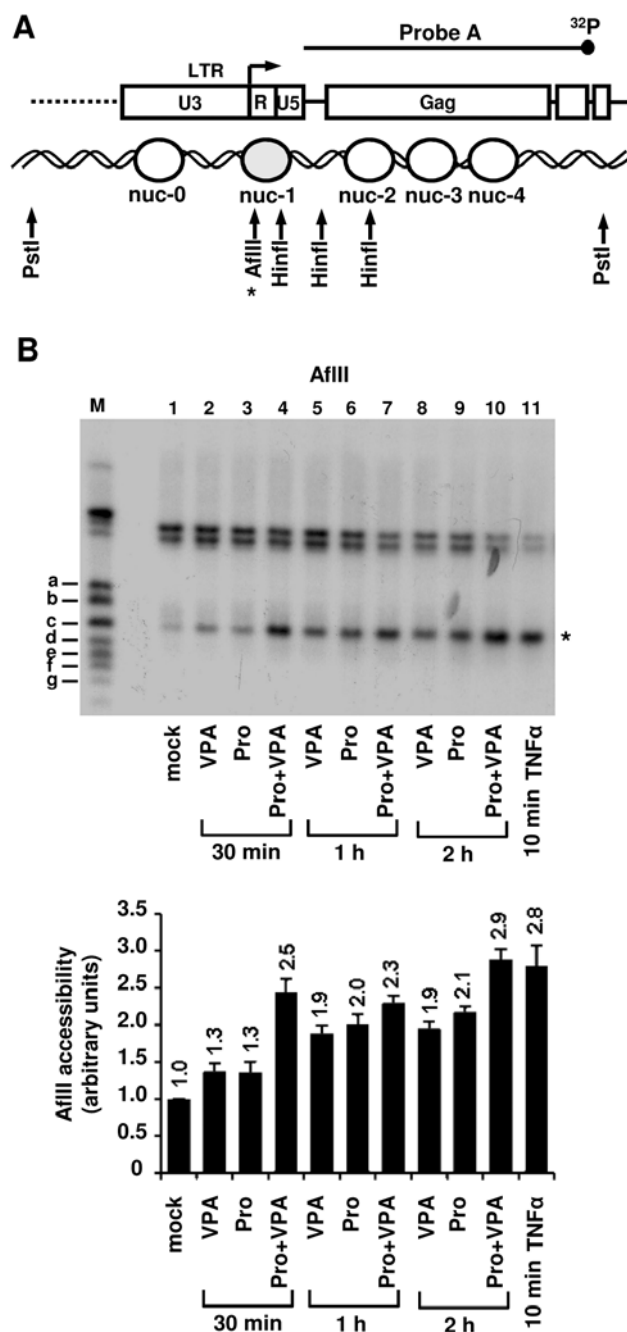 A
Probe A
32P
LTR
U3
R
U5
Gag
nuc-0
nuc-1
nuc-2
nuc-3
nuc-4
PstI
* AflIII
HinfI
HinfI
HinfI
PstI
B
AflIII
M 1 2 3 4 5 6 7 8 9 10 11
a
b
c
d
e
f
g
*
mock VPA Pro Pro+VPA VPA Pro Pro+VPA VPA Pro Pro+VPA 10 min TNFα
30 min 1 h 2 h
AflIII accessibility
(arbitrary units)
3.5
3.0
2.5
2.0
1.5
1.0
0.5
0
1.0 1.3 1.3 2.5 1.9 2.0 2.3 1.9 2.1 2.9 2.8
mock VPA Pro Pro+VPA VPA Pro Pro+VPA VPA Pro Pro+VPA 10 min TNFα
30 min 1 h 2 h